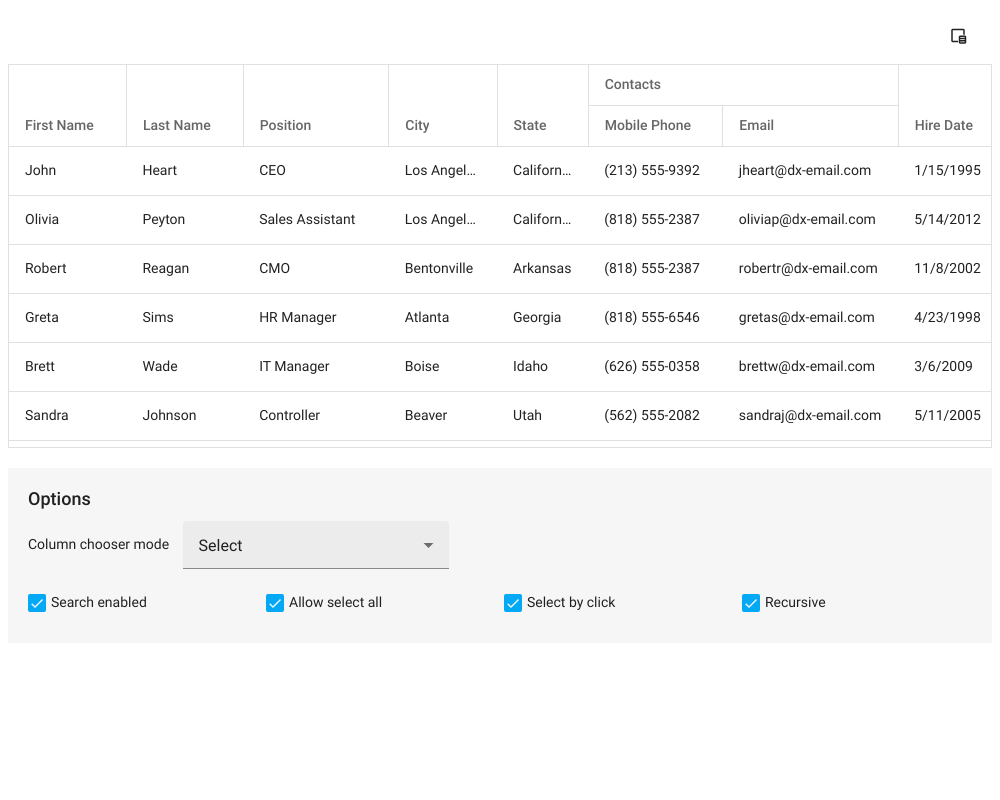 Contacts
First Name Last Name Position City State Mobile Phone Email Hire Date
John Heart CEO Los Angel... Californ... (213) 555-9392 jheart@dx-email.com 1/15/1995
Olivia Peyton Sales Assistant Los Angel... Californ... (818) 555-2387 oliviap@dx-email.com 5/14/2012
Robert Reagan CMO Bentonville Arkansas (818) 555-2387 robertr@dx-email.com 11/8/2002
Greta Sims HR Manager Atlanta Georgia (818) 555-6546 gretas@dx-email.com 4/23/1998
Brett Wade IT Manager Boise Idaho (626) 555-0358 brettw@dx-email.com 3/6/2009
Sandra Johnson Controller Beaver Utah (562) 555-2082 sandraj@dx-email.com 5/11/2005
Options
Column chooser mode Select
Search enabled Allow select all Select by click Recursive